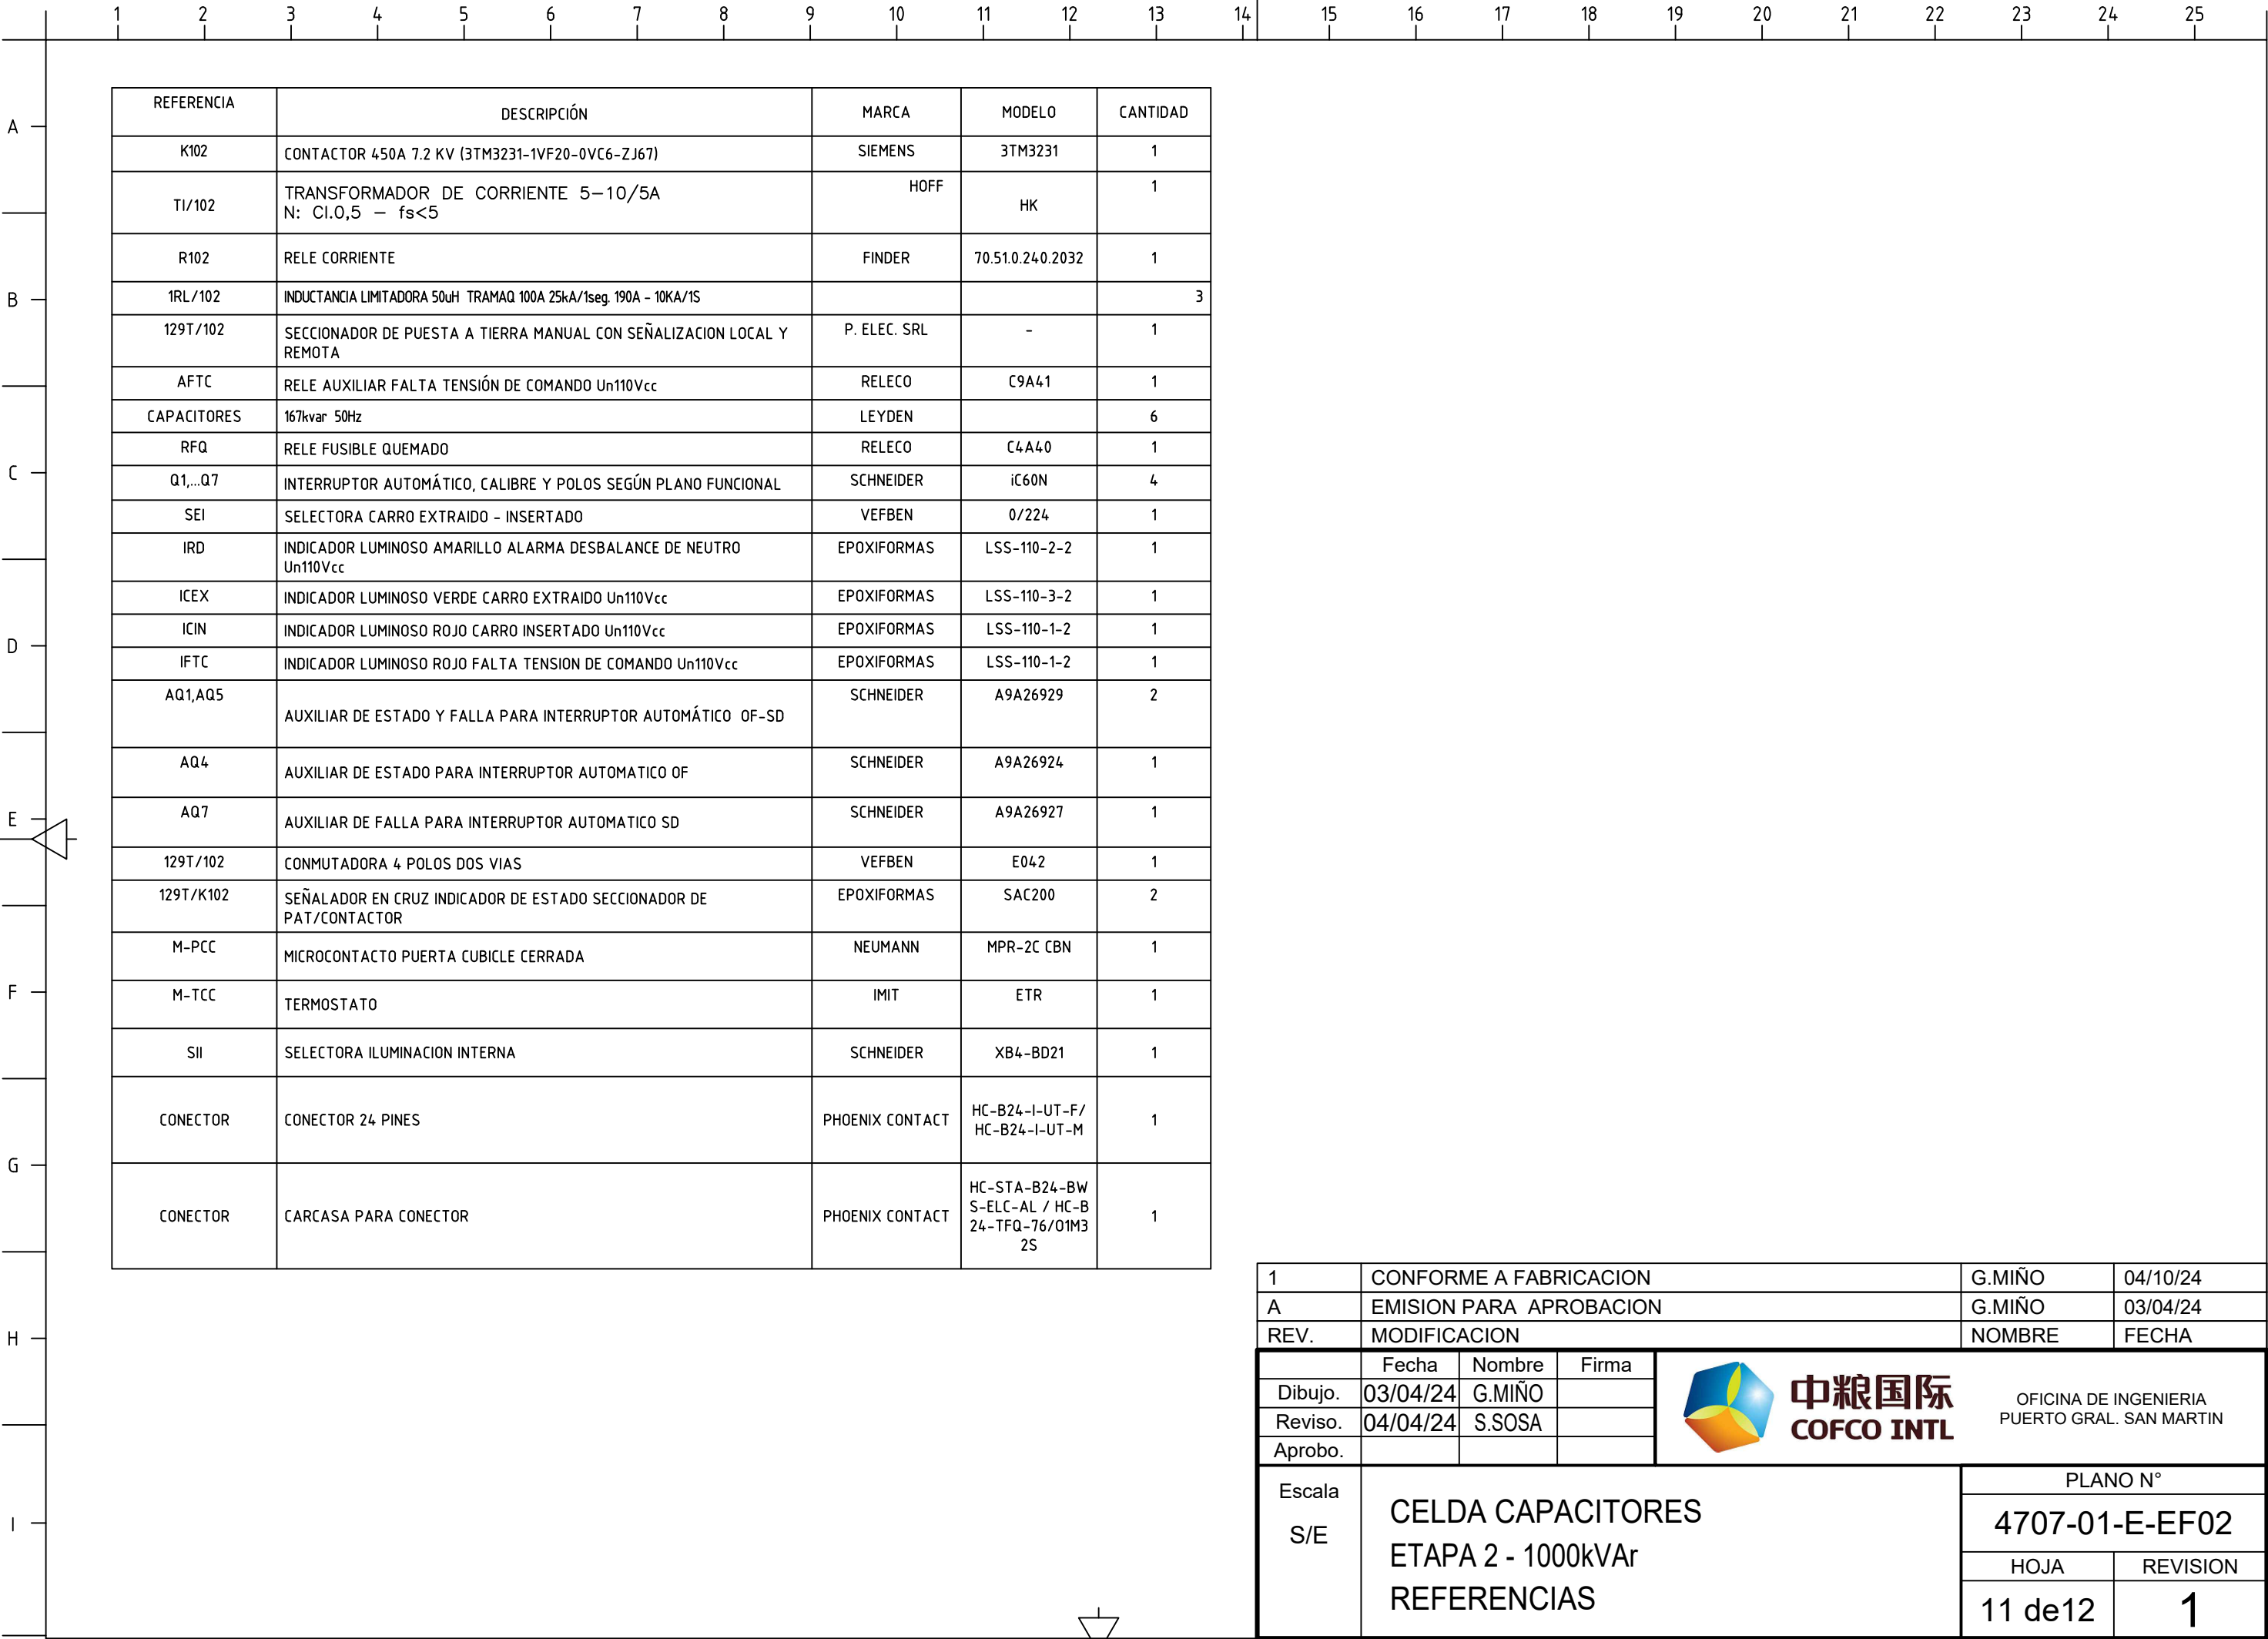 1 2 3 4 5 6 7 8 9 10 11 12 13 14 15 16 17 18 19 20 21 22 23 24 25
A
B
C
D
E
F
G
H
I
REFERENCIA DESCRIPCIÓN MARCA MODELO CANTIDAD
K102 CONTACTOR 450A 7.2 KV (3TM3231-1VF20-0VC6-ZJ67) SIEMENS 3TM3231 1
TI/102 TRANSFORMADOR DE CORRIENTE 5-10/5A HOFF HK 1
N: Cl.0,5 - fs<5
R102 RELE CORRIENTE FINDER 70.51.0.240.2032 1
1RL/102 INDUCTANCIA LIMITADORA 50uH TRAMAQ 100A 25kA/1seg. 190A - 10KA/1S 3
129T/102 SECCIONADOR DE PUESTA A TIERRA MANUAL CON SEÑALIZACION LOCAL Y P. ELEC. SRL - 1
REMOTA
AFTC RELE AUXILIAR FALTA TENSIÓN DE COMANDO Un110Vcc RELECO C9A41 1
CAPACITORES 167kvar 50Hz LEYDEN 6
RFQ RELE FUSIBLE QUEMADO RELECO C4A40 1
Q1,...Q7 INTERRUPTOR AUTOMÁTICO, CALIBRE Y POLOS SEGÚN PLANO FUNCIONAL SCHNEIDER iC60N 4
SEI SELECTORA CARRO EXTRAIDO - INSERTADO VEFBEN 0/224 1
IRD INDICADOR LUMINOSO AMARILLO ALARMA DESBALANCE DE NEUTRO EPOXIFORMAS LSS-110-2-2 1
Un110Vcc
ICEX INDICADOR LUMINOSO VERDE CARRO EXTRAIDO Un110Vcc EPOXIFORMAS LSS-110-3-2 1
ICIN INDICADOR LUMINOSO ROJO CARRO INSERTADO Un110Vcc EPOXIFORMAS LSS-110-1-2 1
IFTC INDICADOR LUMINOSO ROJO FALTA TENSION DE COMANDO Un110Vcc EPOXIFORMAS LSS-110-1-2 1
AQ1,AQ5 AUXILIAR DE ESTADO Y FALLA PARA INTERRUPTOR AUTOMÁTICO OF-SD SCHNEIDER A9A26929 2
AQ4 AUXILIAR DE ESTADO PARA INTERRUPTOR AUTOMATICO OF SCHNEIDER A9A26924 1
AQ7 AUXILIAR DE FALLA PARA INTERRUPTOR AUTOMATICO SD SCHNEIDER A9A26927 1
129T/102 CONMUTADORA 4 POLOS DOS VIAS VEFBEN E042 1
129T/K102 SEÑALADOR EN CRUZ INDICADOR DE ESTADO SECCIONADOR DE EPOXIFORMAS SAC200 2
PAT/CONTACTOR
M-PCC MICROCONTACTO PUERTA CUBICLE CERRADA NEUMANN MPR-2C CBN 1
M-TCC TERMOSTATO IMIT ETR 1
SII SELECTORA ILUMINACION INTERNA SCHNEIDER XB4-BD21 1
CONECTOR CONECTOR 24 PINES PHOENIX CONTACT HC-B24-I-UT-F/ 1
HC-B24-I-UT-M
CONECTOR CARCASA PARA CONECTOR PHOENIX CONTACT HC-STA-B24-BW 1
S-ELC-AL / HC-B
24-TFQ-76/O1M3
2S
1 CONFORME A FABRICACION G.MIÑO 04/10/24
A EMISION PARA APROBACION G.MIÑO 03/04/24
REV. MODIFICACION NOMBRE FECHA
Fecha Nombre Firma
Dibujo. 03/04/24 G.MIÑO
Reviso. 04/04/24 S.SOSA
Aprobo.
中粮国际
COFCO INTL
OFICINA DE INGENIERIA
PUERTO GRAL. SAN MARTIN
Escala
S/E
CELDA CAPACITORES
ETAPA 2 - 1000kVAr
REFERENCIAS
PLANO N°
4707-01-E-EF02
HOJA REVISION
11 de12 1